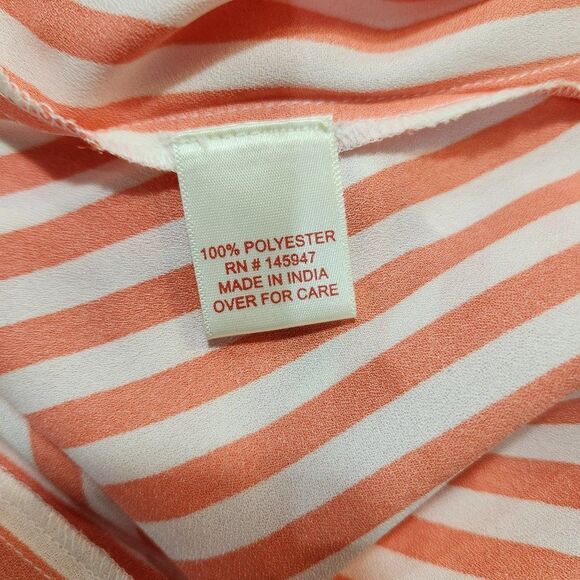 100% POLYESTER
RN # 145947
MADE IN INDIA
OVER FOR CARE